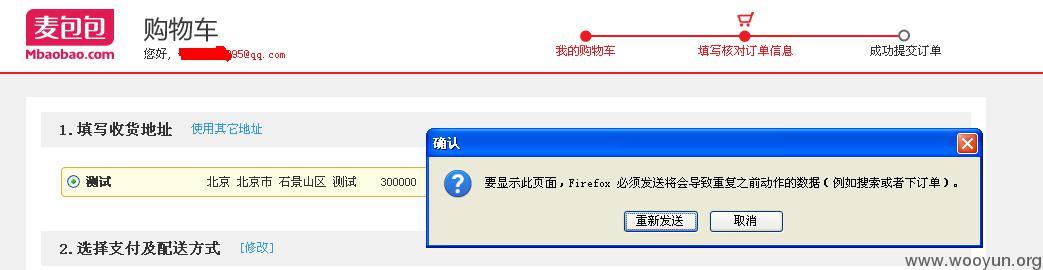 麦包包
Mbaobao.com
购物车
您好，95@qq.com
我的购物车
填写核对订单信息
成功提交订单
1.填写收货地址 使用其它地址
测试 北京 北京市 石景山区 测试 300000
确认
要显示此页面，Firefox 必须发送将会导致重复之前动作的数据（例如搜索或者下订单）。
重新发送 取消
2.选择支付及配送方式 [修改]
www.wooyun.org